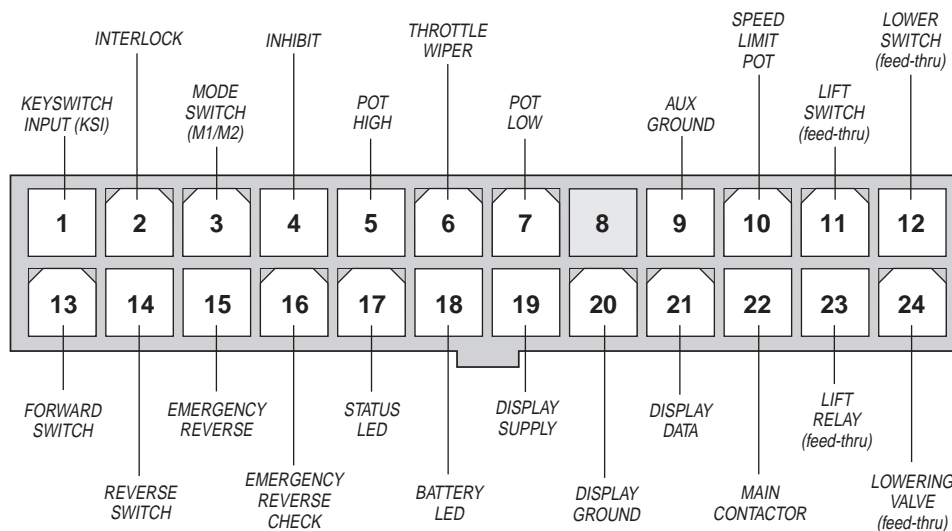 INTERLOCK
INHIBIT
THROTTLE
WIPER
SPEED
LIMIT
POT
LOWER
SWITCH
(feed-thru)
KEYSWITCH
INPUT (KSI)
MODE
SWITCH
(M1/M2)
POT
HIGH
POT
LOW
AUX
GROUND
LIFT
SWITCH
(feed-thru)
1 2 3 4 5 6 7 8 9 10 11 12
13 14 15 16 17 18 19 20 21 22 23 24
FORWARD
SWITCH
EMERGENCY
REVERSE
STATUS
LED
DISPLAY
SUPPLY
DISPLAY
DATA
LIFT
RELAY
(feed-thru)
REVERSE
SWITCH
EMERGENCY
REVERSE
CHECK
BATTERY
LED
DISPLAY
GROUND
MAIN
CONTACTOR
LOWERING
VALVE
(feed-thru)